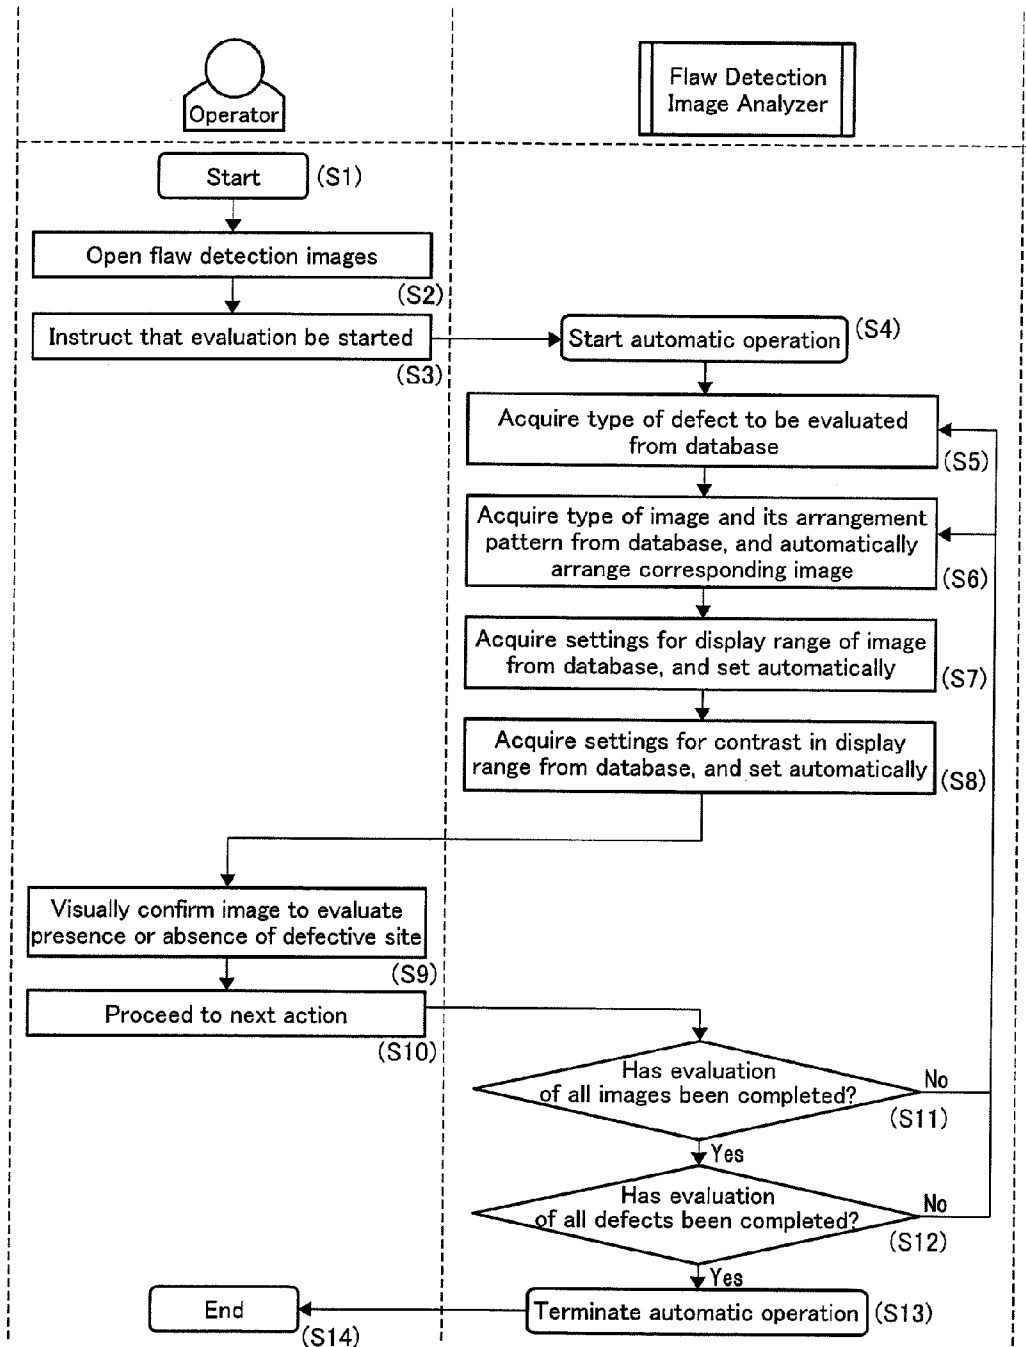 Operator
Flaw Detection
Image Analyzer
Start
(S1)
Open flaw detection images
(S2)
Instruct that evaluation be started
(S3)
Start automatic operation
(S4)
Acquire type of defect to be evaluated
from database
(S5)
Acquire type of image and its arrangement
pattern from database, and automatically
arrange corresponding image
(S6)
Acquire settings for display range of image
from database, and set automatically
(S7)
Acquire settings for contrast in display
range from database, and set automatically
(S8)
Visually confirm image to evaluate
presence or absence of defective site
(S9)
Proceed to next action
(S10)
Has evaluation
of all images been completed?
No
(S11)
Yes
Has evaluation
of all defects been completed?
No
(S12)
Yes
Terminate automatic operation
(S13)
End
(S14)